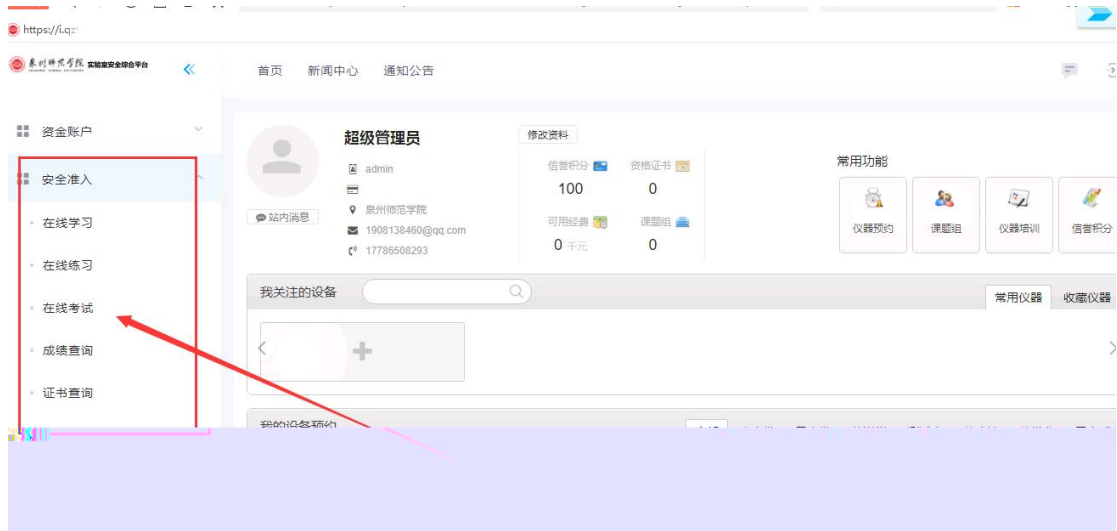 https://i.qz
泉州师范学院 实验室安全综合平台
首页 新闻中心 通知公告
资金账户
安全准入
在线学习
在线练习
在线考试
成绩查询
证书查询
超级管理员
admin
泉州师范学院
1908138460@qq.com
17786508293
站内消息
修改资料
信誉积分 资格证书
100 0
可用经费 课题组
0 千元 0
常用功能
仪器预约 课题组 仪器培训 信誉积分
我关注的设备
常用仪器 收藏仪器
我的设备预约